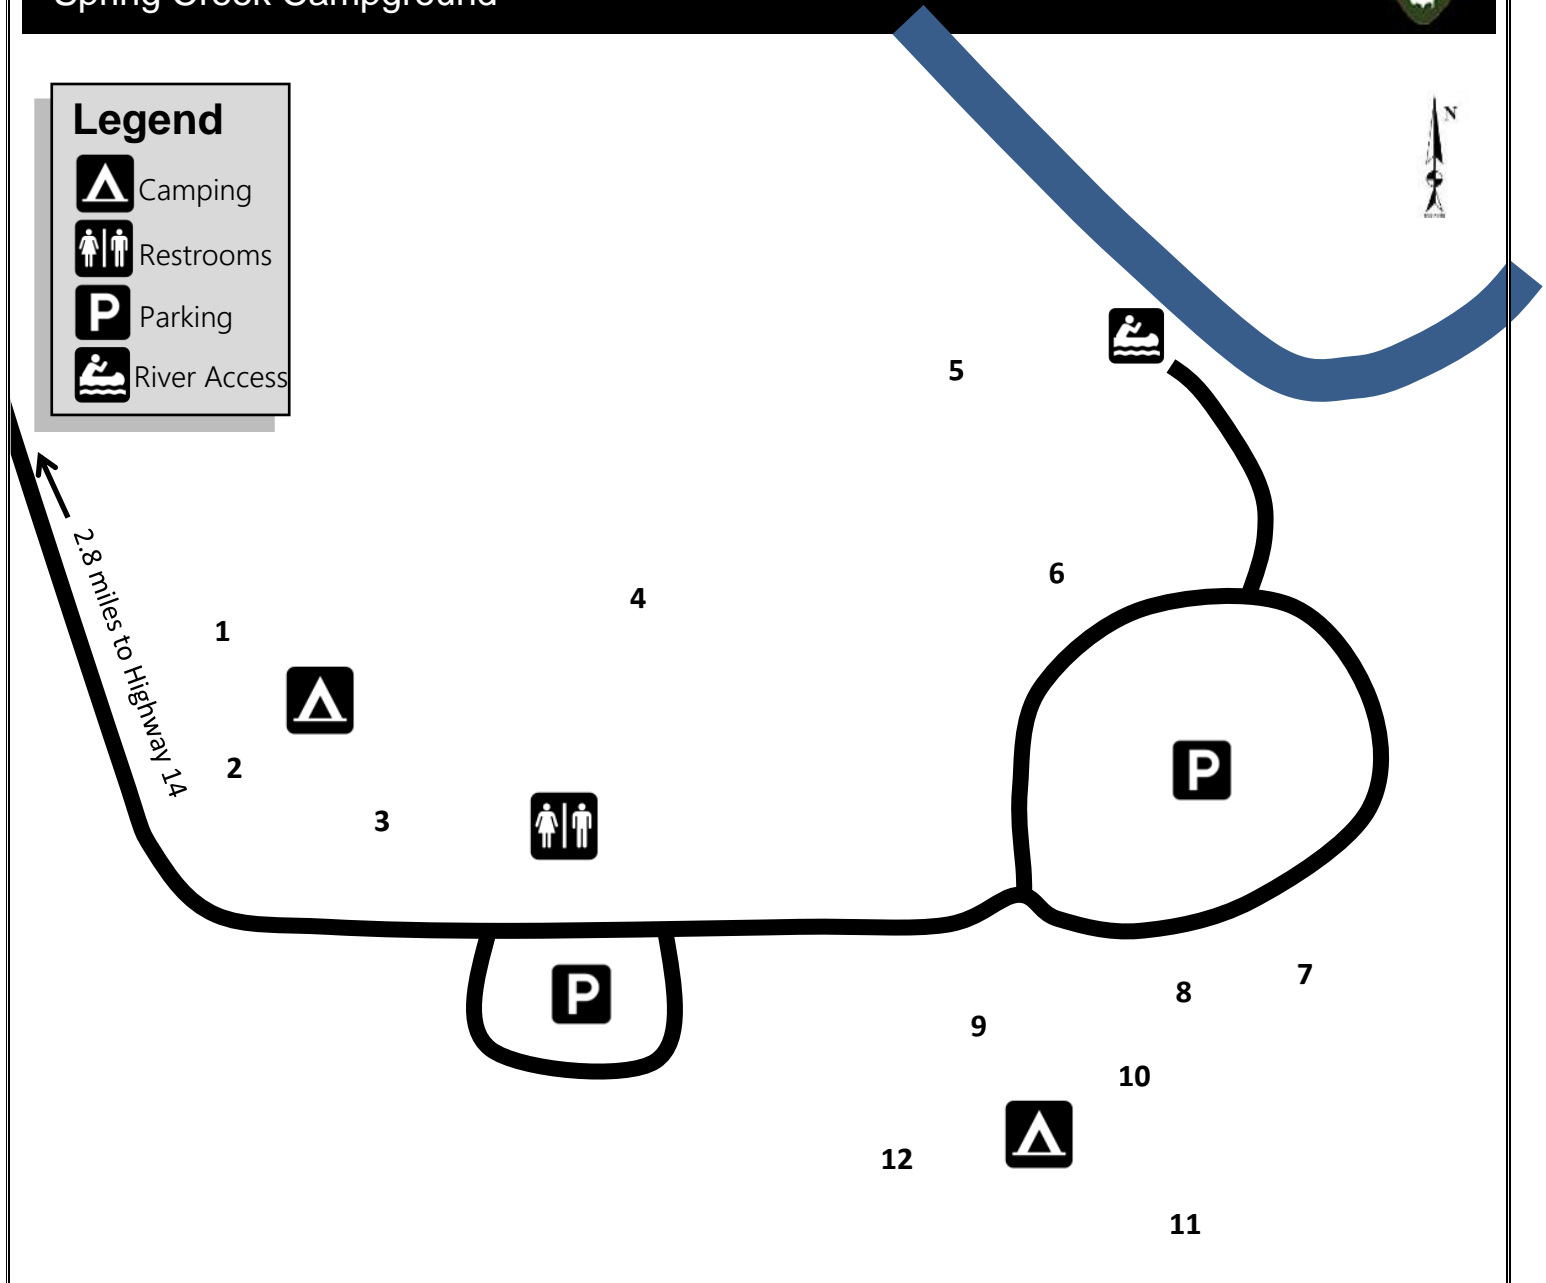 Spring Creek Campground
Legend
Camping
Restrooms
Parking
River Access
N
5
6
4
1
2.8 miles to Highway 14
2
P
3
7
8
P
9
10
12
11